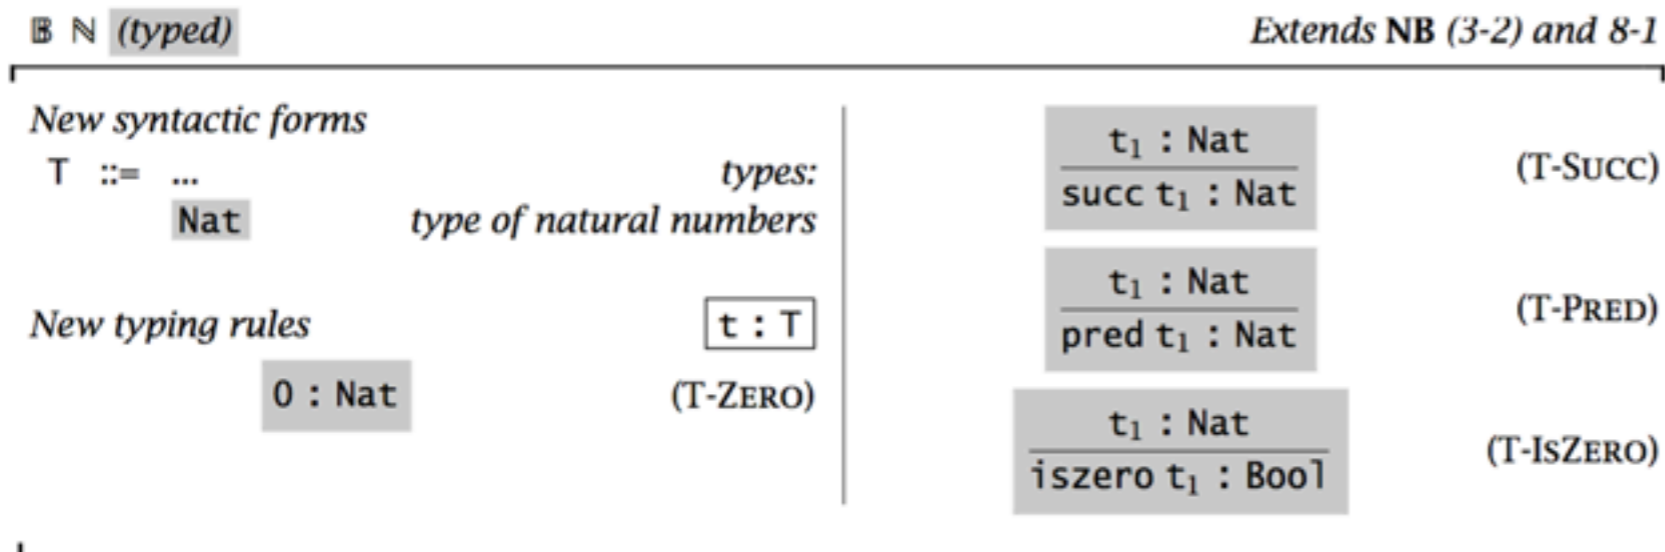 𝔹 ℕ (typed)
Extends NB (3-2) and 8-1
New syntactic forms
T ::= ...
types:
Nat
type of natural numbers
New typing rules
t : T
0 : Nat
(T-ZERO)
t₁ : Nat
succ t₁ : Nat
(T-SUCC)
t₁ : Nat
pred t₁ : Nat
(T-PRED)
t₁ : Nat
iszero t₁ : Bool
(T-ISZERO)